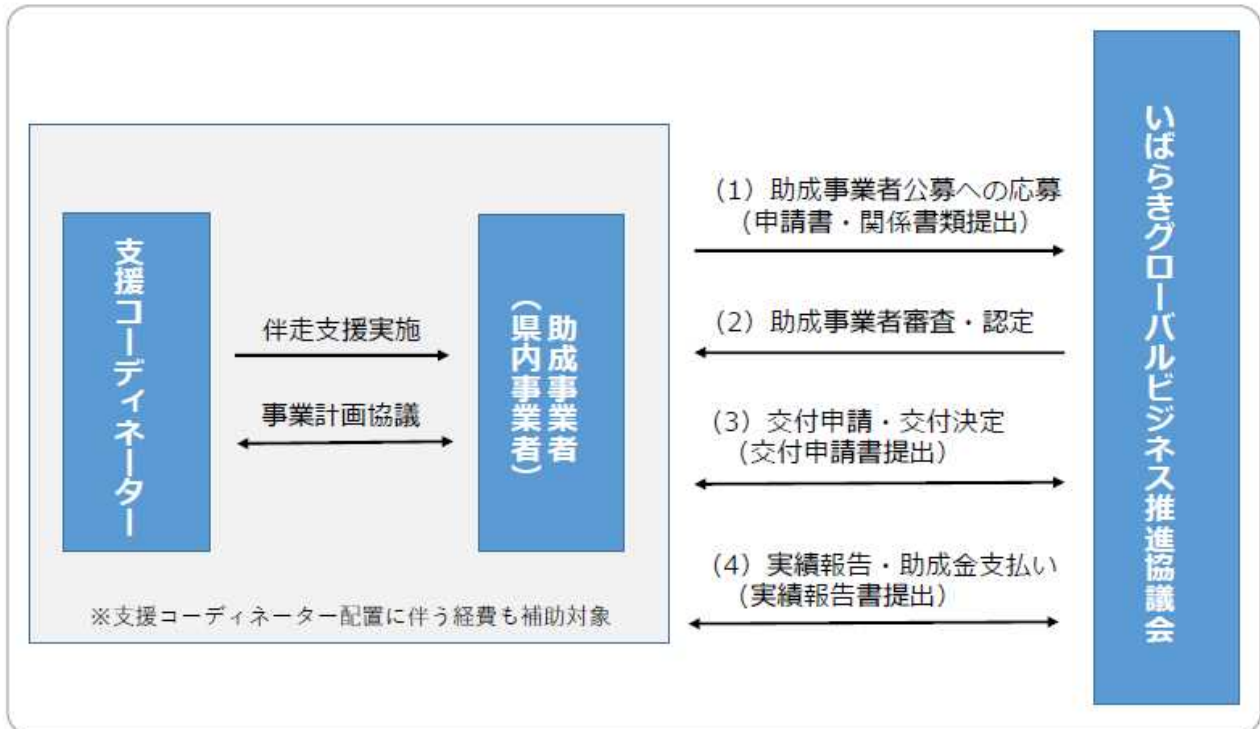 支援コーディネーター
伴走支援実施
事業計画協議
助成事業者
（県内事業者）
※支援コーディネーター配置に伴う経費も補助対象
（1）助成事業者公募への応募
（申請書・関係書類提出）
（2）助成事業者審査・認定
（3）交付申請・交付決定
（交付申請書提出）
（4）実績報告・助成金支払い
（実績報告書提出）
いばらきグローバルビジネス推進協議会